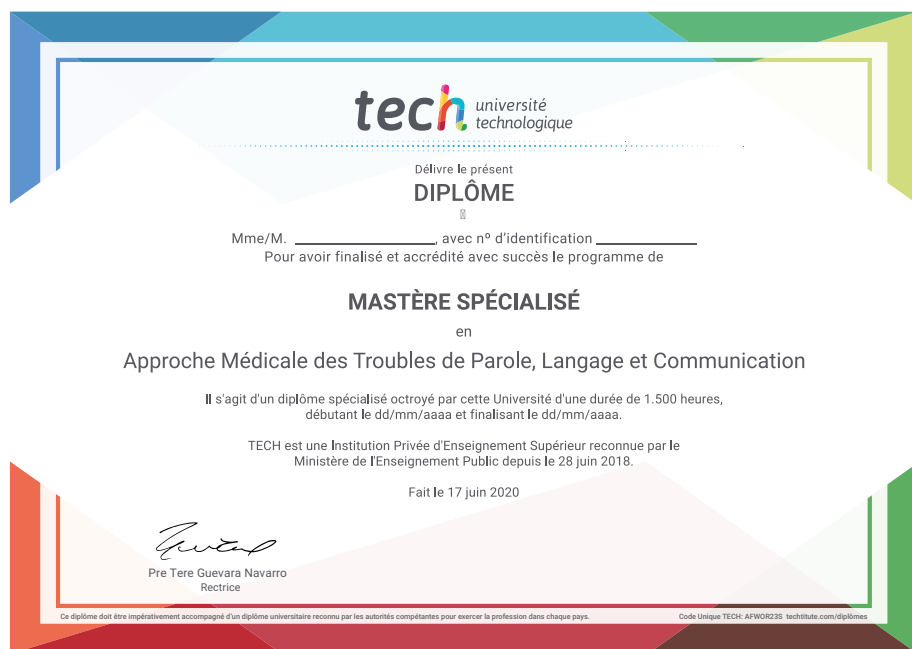 tech université
technologique
Délivre le présent
DIPLÔME
Mme/M. ____________________, avec nº d'identification ______________
Pour avoir finalisé et accrédité avec succès le programme de
MASTÈRE SPÉCIALISÉ
en
Approche Médicale des Troubles de Parole, Langage et Communication
Il s'agit d'un diplôme spécialisé octroyé par cette Université d'une durée de 1.500 heures,
débutant le dd/mm/aaaa et finalisant le dd/mm/aaaa.
TECH est une Institution Privée d'Enseignement Supérieur reconnue par le
Ministère de l'Enseignement Public depuis le 28 juin 2018.
Fait le 17 juin 2020
Pre Tere Guevara Navarro
Rectrice
Ce diplôme doit être impérativement accompagné d'un diplôme universitaire reconnu par les autorités compétantes pour exercer la profession dans chaque pays.
Code Unique TECH: AFWOR23S techtitute.com/diplômes